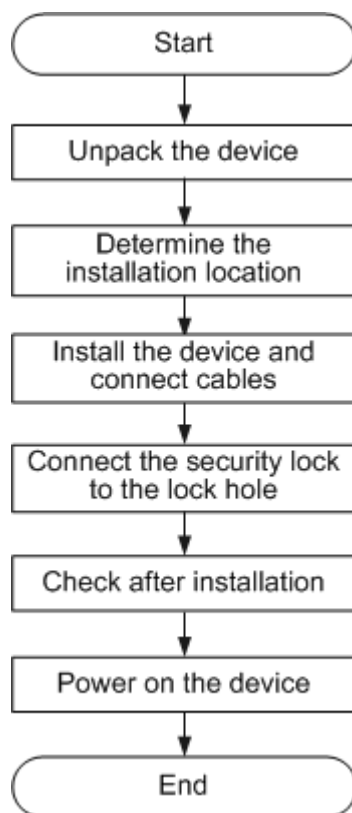 Start
Unpack the device
Determine the
installation location
Install the device and
connect cables
Connect the security lock
to the lock hole
Check after installation
Power on the device
End